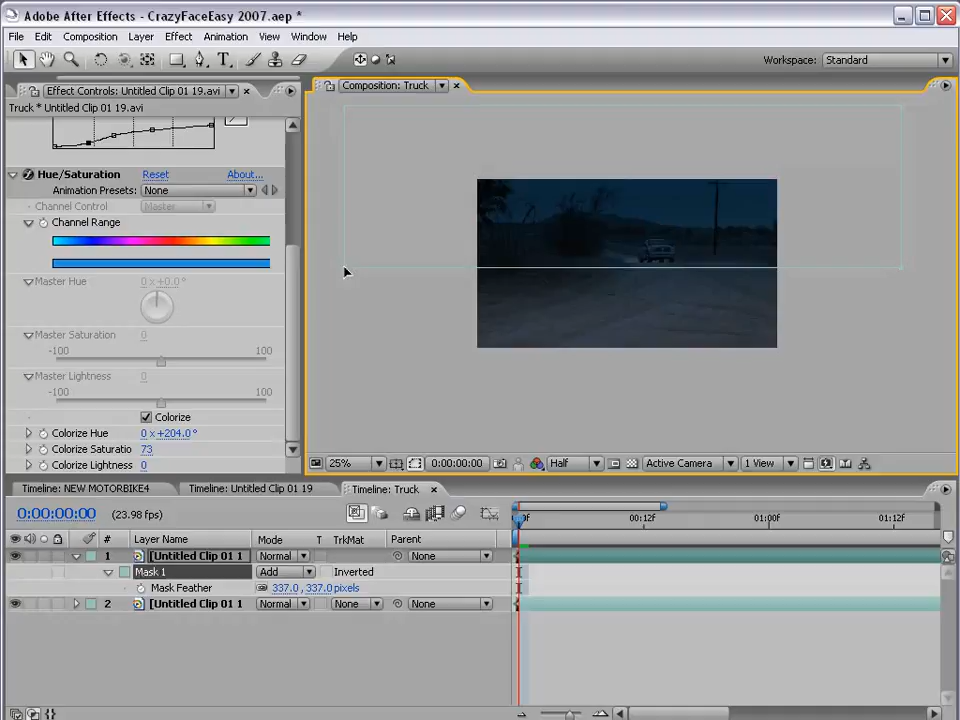 Adobe After Effects - CrazyFaceEasy 2007.aep *
File Edit Composition Layer Effect Animation View Window Help
Workspace: Standard
Effect Controls: Untitled Clip 01 19.avi
Composition: Truck
Truck * Untitled Clip 01 19.avi
Hue/Saturation Reset About...
Animation Presets: None
Channel Control Master
Channel Range
Master Hue 0 x +0.0°
Master Saturation 0
-100 100
Master Lightness 0
-100 100
Colorize
Colorize Hue 0 x +204.0°
Colorize Saturatio 73
Colorize Lightness 0
25% 0:00:00:00 Half Active Camera 1 View
Timeline: NEW MOTORBIKE4 Timeline: Untitled Clip 01 19 Timeline: Truck
0:00:00:00 (23.98 fps)
00:12f 01:00f 01:12f
# Layer Name Mode T TrkMat Parent
1 [Untitled Clip 01 1 Normal None
Mask 1 Add Inverted
Mask Feather 337.0, 337.0 pixels
2 [Untitled Clip 01 1 Normal None None